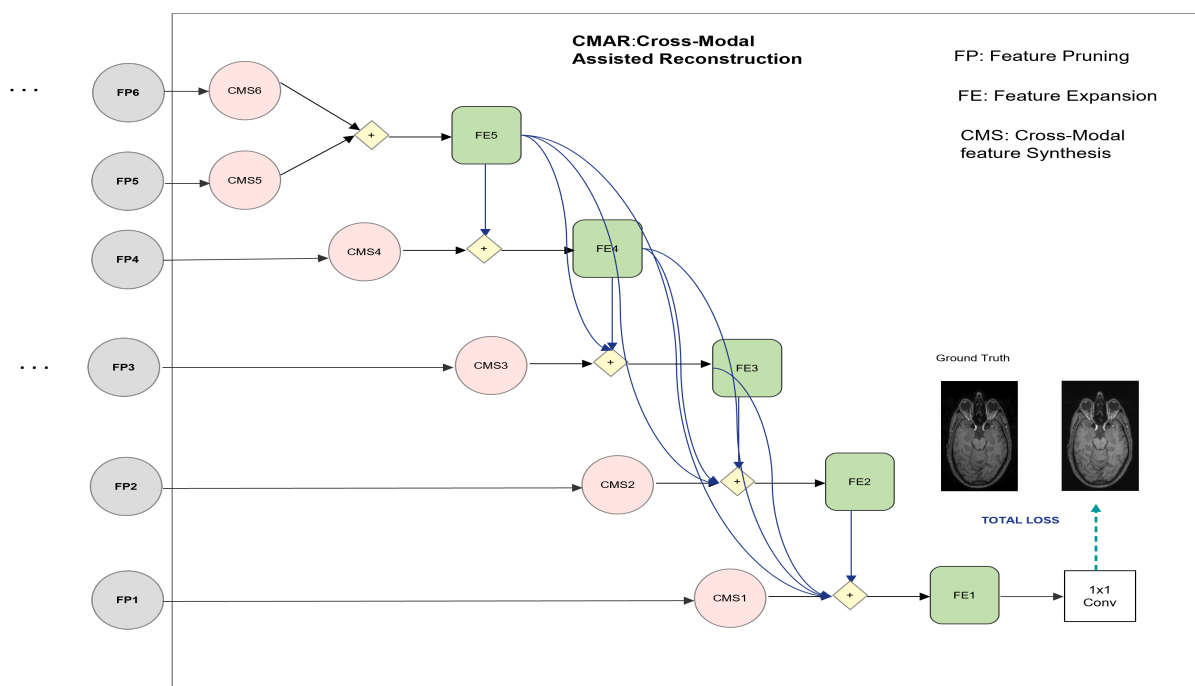 CMAR:Cross-Modal
Assisted Reconstruction
FP: Feature Pruning
FE: Feature Expansion
CMS: Cross-Modal
feature Synthesis
. . .
FP6
CMS6
+
FE5
FP5
CMS5
FP4
CMS4
+
FE4
. . .
FP3
CMS3
+
FE3
Ground Truth
FP2
CMS2
+
FE2
TOTAL LOSS
FP1
CMS1
+
FE1
1x1
Conv